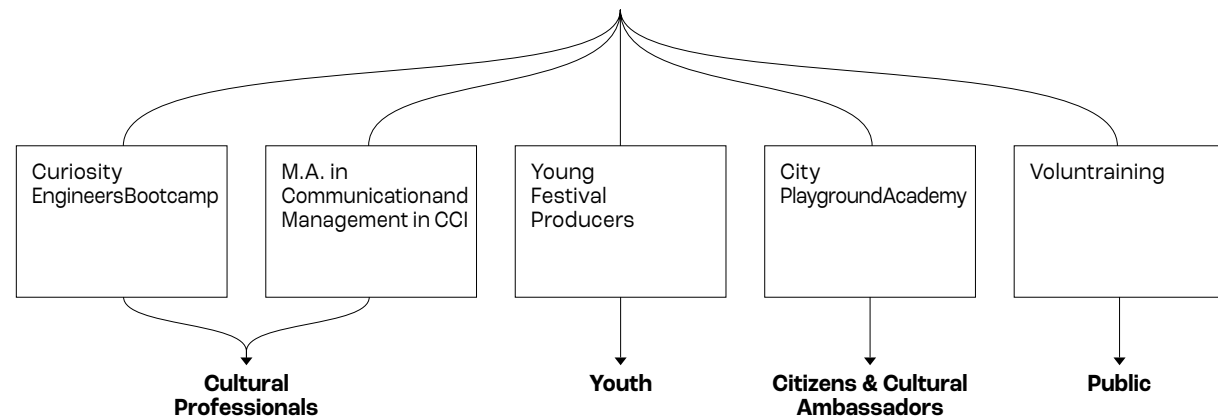 Curiosity
EngineersBootcamp
M.A. in
Communicationand
Management in CCI
Young
Festival
Producers
City
PlaygroundAcademy
Voluntraining
Cultural
Professionals
Youth
Citizens & Cultural
Ambassadors
Public